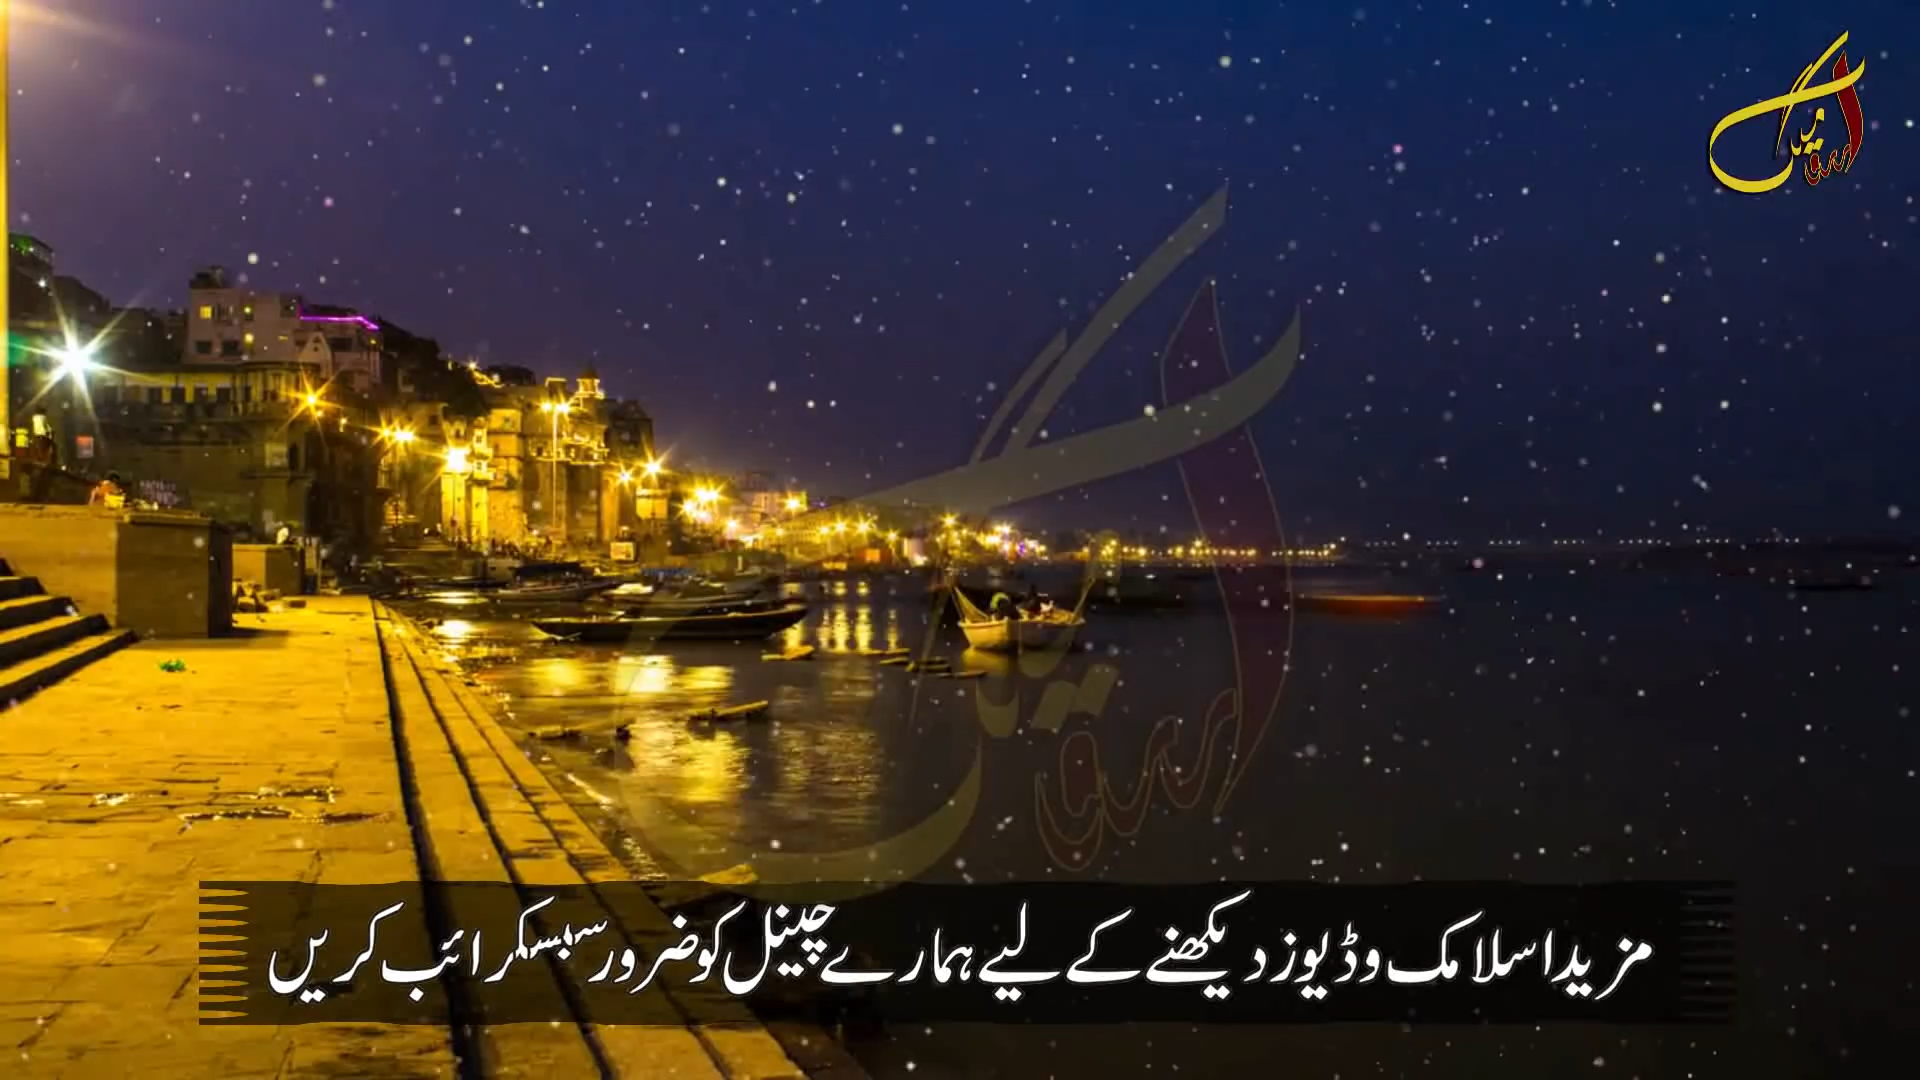 مزید اسلامک وڈیوز دیکھنے کے لیے ہمارے چینل کو ضرور سبسکرائب کریں